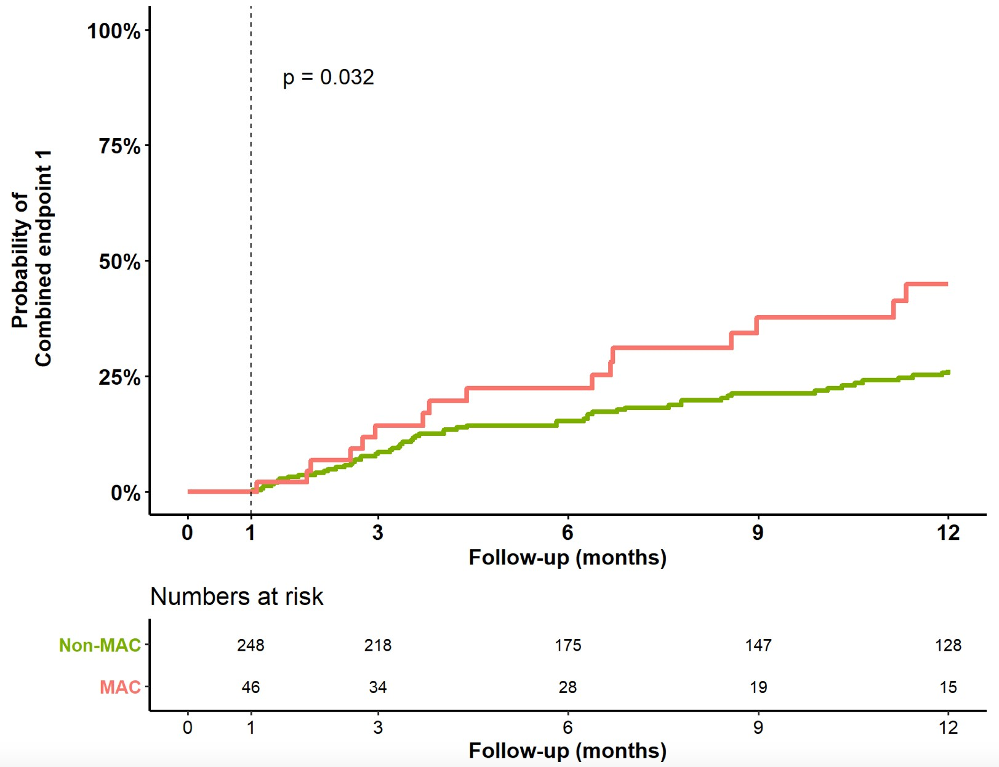 100%
p = 0.032
75%
50%
25%
0%
Probability of
Combined endpoint 1
0 1 3 6 9 12
Follow-up (months)
Numbers at risk
Non-MAC 248 218 175 147 128
MAC 46 34 28 19 15
0 1 3 6 9 12
Follow-up (months)